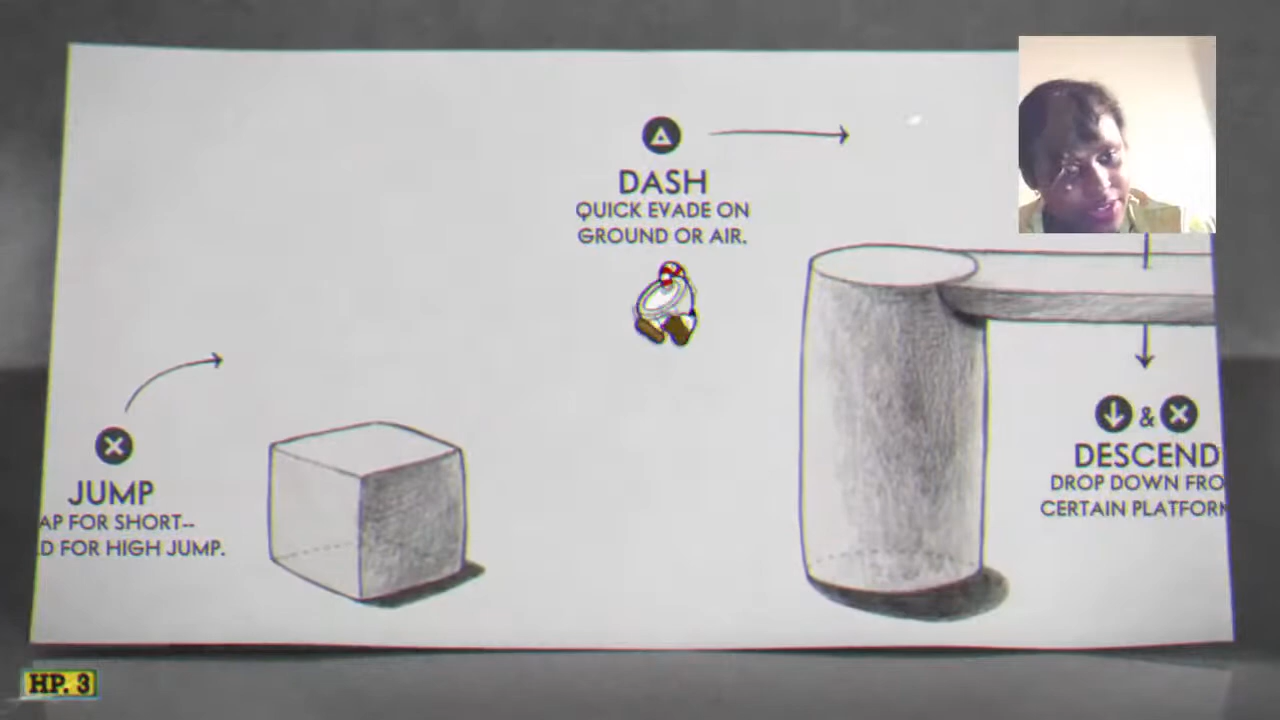 DASH
QUICK EVADE ON
GROUND OR AIR.
JUMP
AP FOR SHORT--
D FOR HIGH JUMP.
&
DESCEND
DROP DOWN FRO
CERTAIN PLATFORM
HP. 3